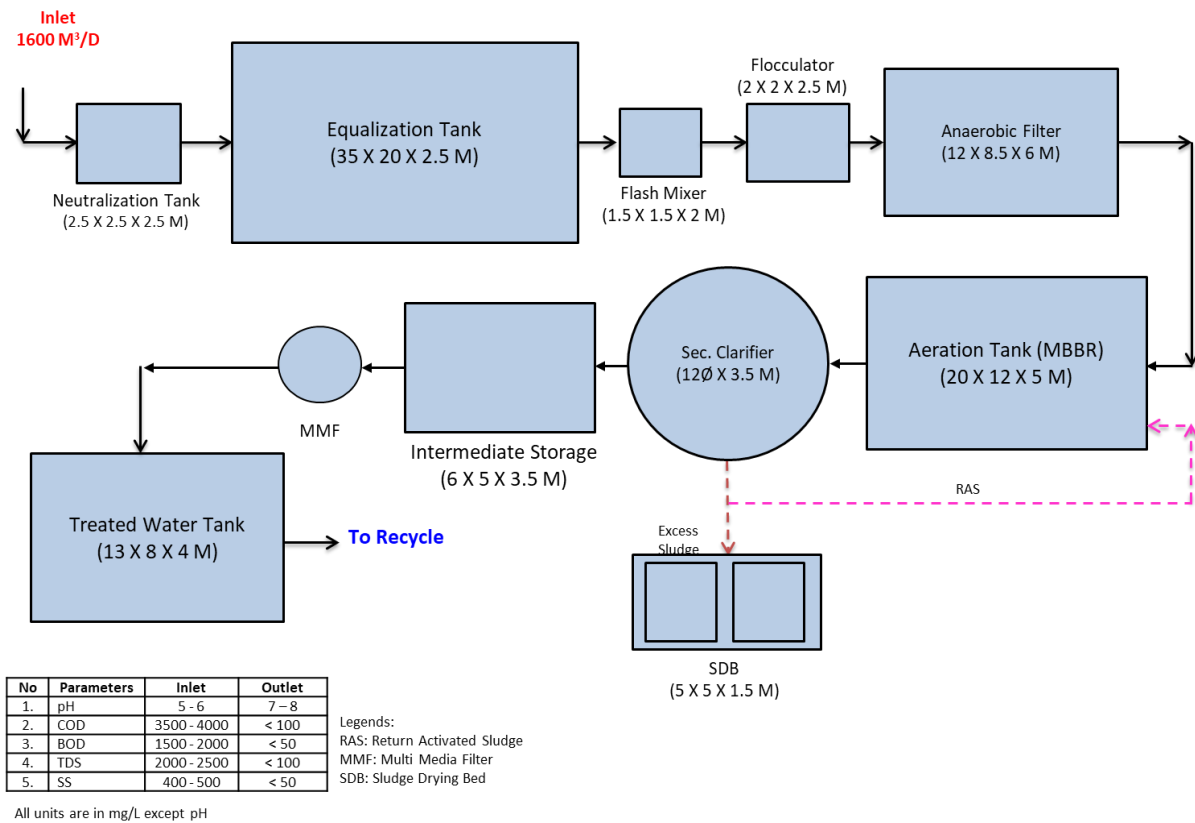 Inlet
1600 M³/D
Neutralization Tank
(2.5 X 2.5 X 2.5 M)
Equalization Tank
(35 X 20 X 2.5 M)
Flash Mixer
(1.5 X 1.5 X 2 M)
Flocculator
(2 X 2 X 2.5 M)
Anaerobic Filter
(12 X 8.5 X 6 M)
Aeration Tank (MBBR)
(20 X 12 X 5 M)
Sec. Clarifier
(12Ø X 3.5 M)
Intermediate Storage
(6 X 5 X 3.5 M)
MMF
Treated Water Tank
(13 X 8 X 4 M)
To Recycle
RAS
Excess
Sludge
SDB
(5 X 5 X 1.5 M)
No Parameters Inlet Outlet
1. pH 5 - 6 7 – 8
2. COD 3500 - 4000 < 100
3. BOD 1500 - 2000 < 50
4. TDS 2000 - 2500 < 100
5. SS 400 - 500 < 50
Legends:
RAS: Return Activated Sludge
MMF: Multi Media Filter
SDB: Sludge Drying Bed
All units are in mg/L except pH